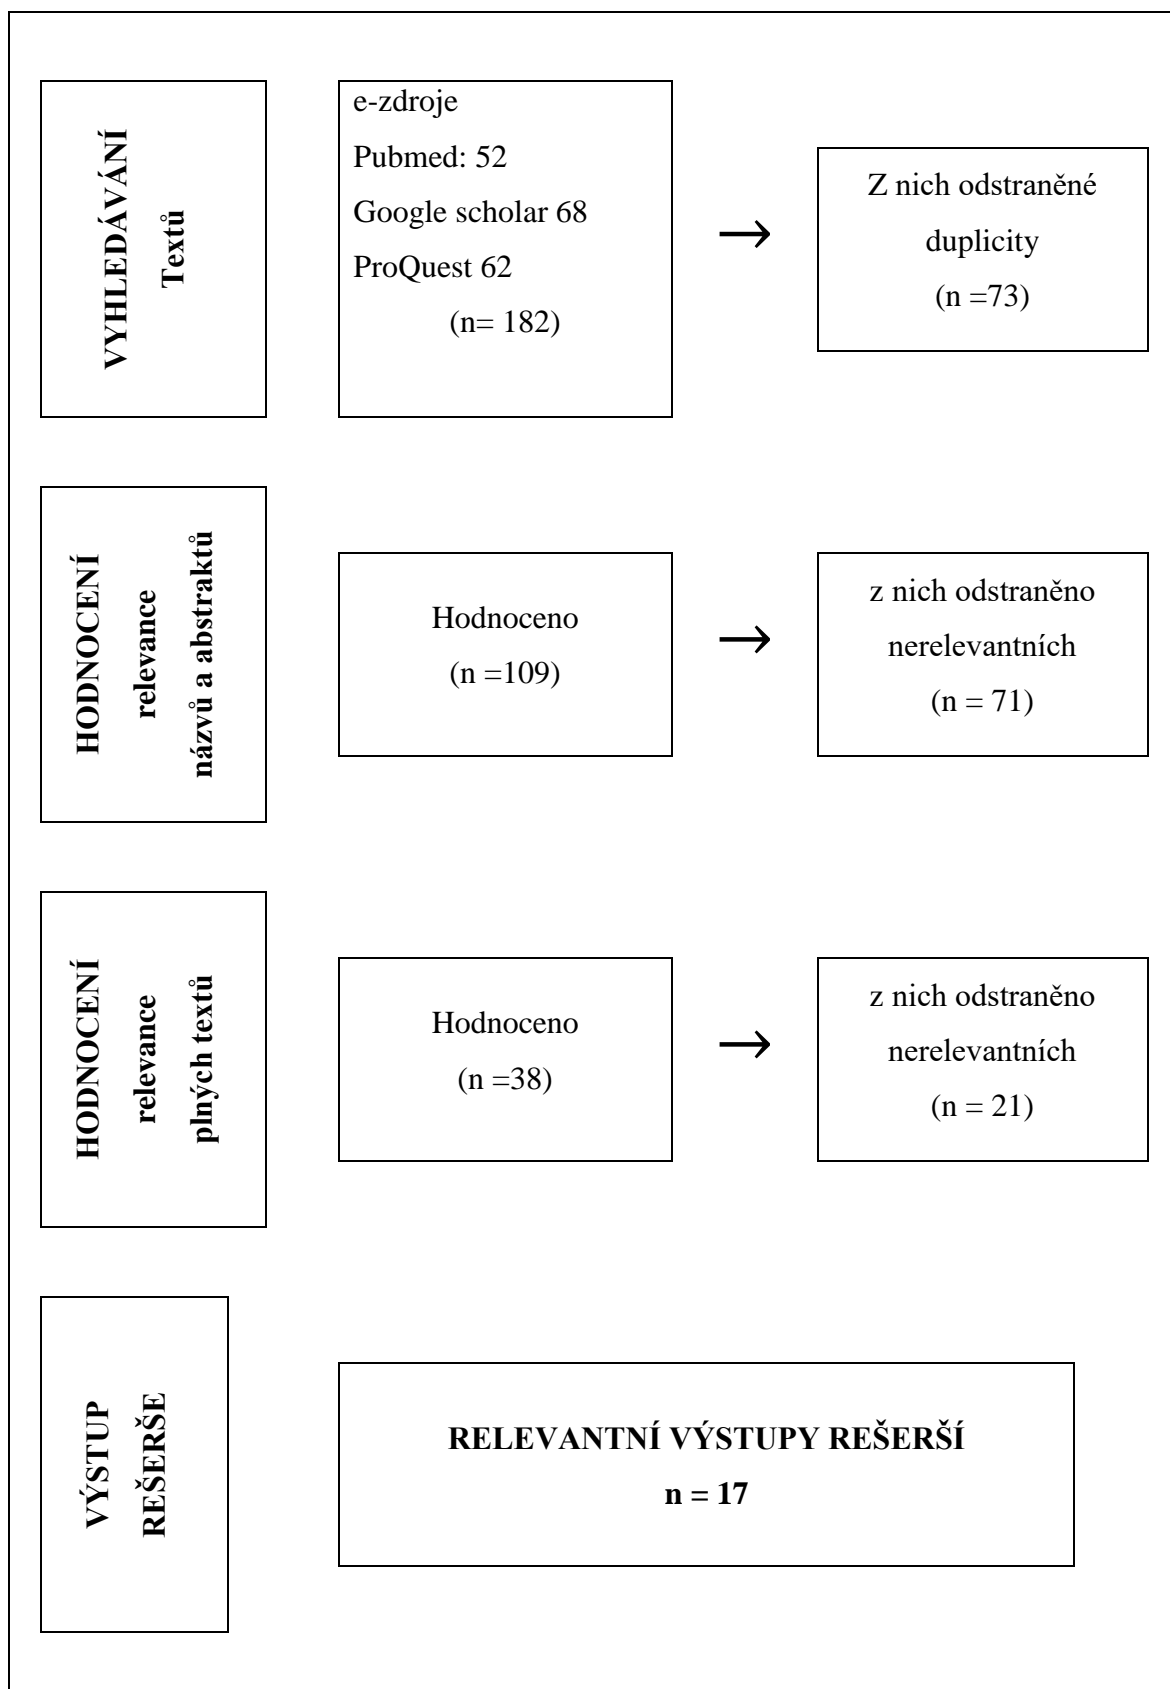 VYHLEDÁVÁNÍ
Textů
e-zdroje
Pubmed: 52
Google scholar 68
ProQuest 62
(n= 182)
Z nich odstraněné
duplicity
(n =73)
HODNOCENÍ
relevance
názvů a abstraktů
Hodnoceno
(n =109)
z nich odstraněno
nerelevantních
(n = 71)
HODNOCENÍ
relevance
plných textů
Hodnoceno
(n =38)
z nich odstraněno
nerelevantních
(n = 21)
VÝSTUP
REŠERŠE
RELEVANTNÍ VÝSTUPY REŠERŠÍ
n = 17